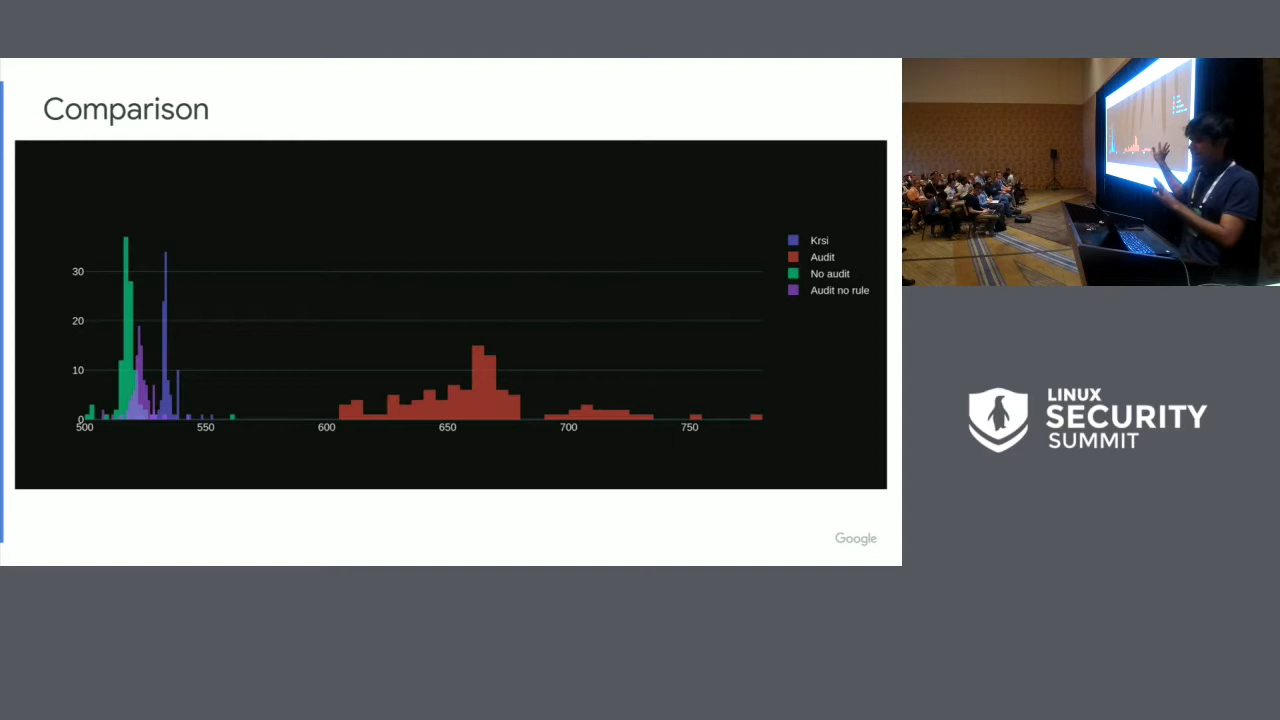 Comparison
30
20
10
0
500
550
600
650
700
750
Krsi
Audit
No audit
Audit no rule
Google
LINUX
SECURITY
SUMMIT